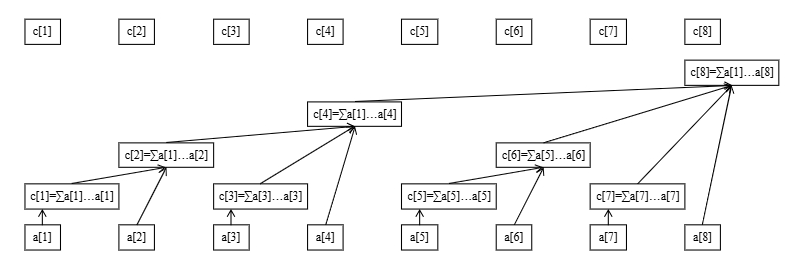 c[1] c[2] c[3] c[4] c[5] c[6] c[7] c[8]
c[8]=∑a[1]…a[8]
c[4]=∑a[1]…a[4]
c[2]=∑a[1]…a[2] c[6]=∑a[5]…a[6]
c[1]=∑a[1]…a[1] c[3]=∑a[3]…a[3] c[5]=∑a[5]…a[5] c[7]=∑a[7]…a[7]
a[1] a[2] a[3] a[4] a[5] a[6] a[7] a[8]